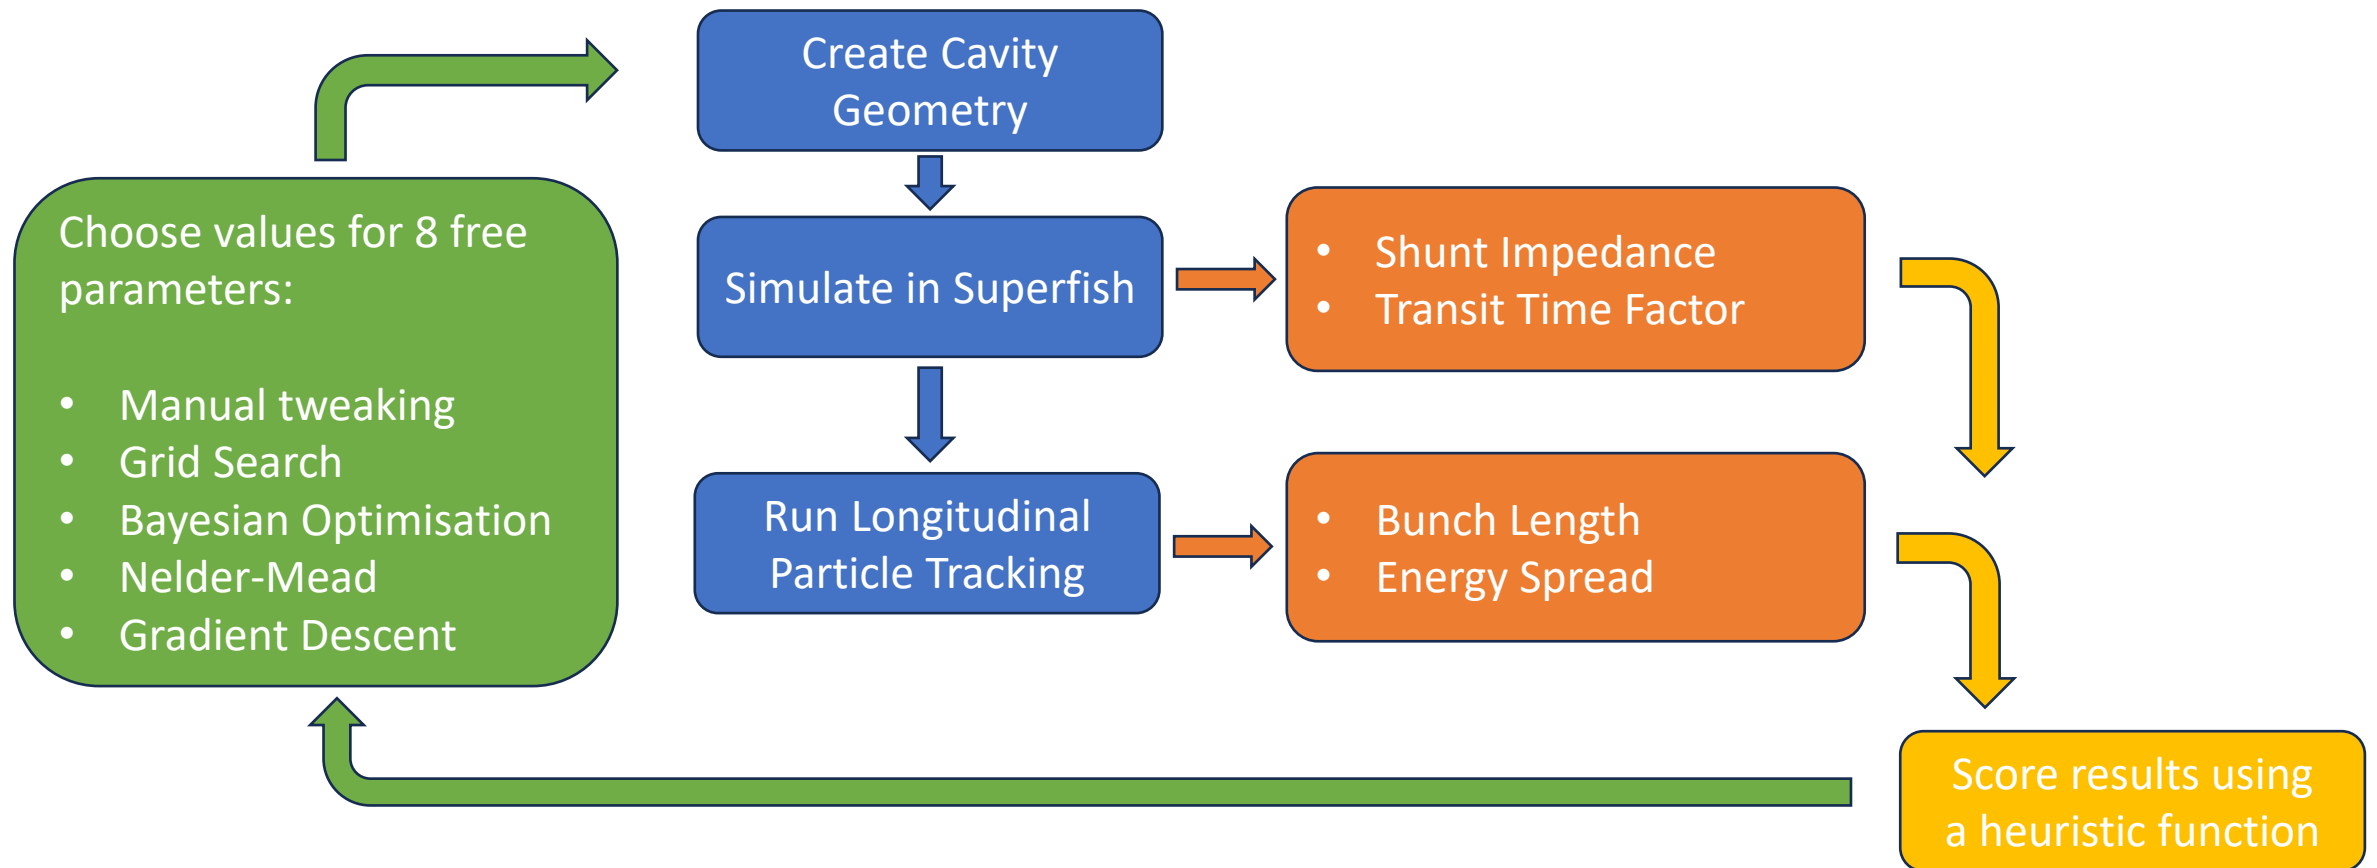 Create Cavity
Geometry
Choose values for 8 free
parameters:
• Manual tweaking
• Grid Search
• Bayesian Optimisation
• Nelder-Mead
• Gradient Descent
Simulate in Superfish
• Shunt Impedance
• Transit Time Factor
Run Longitudinal
Particle Tracking
• Bunch Length
• Energy Spread
Score results using
a heuristic function